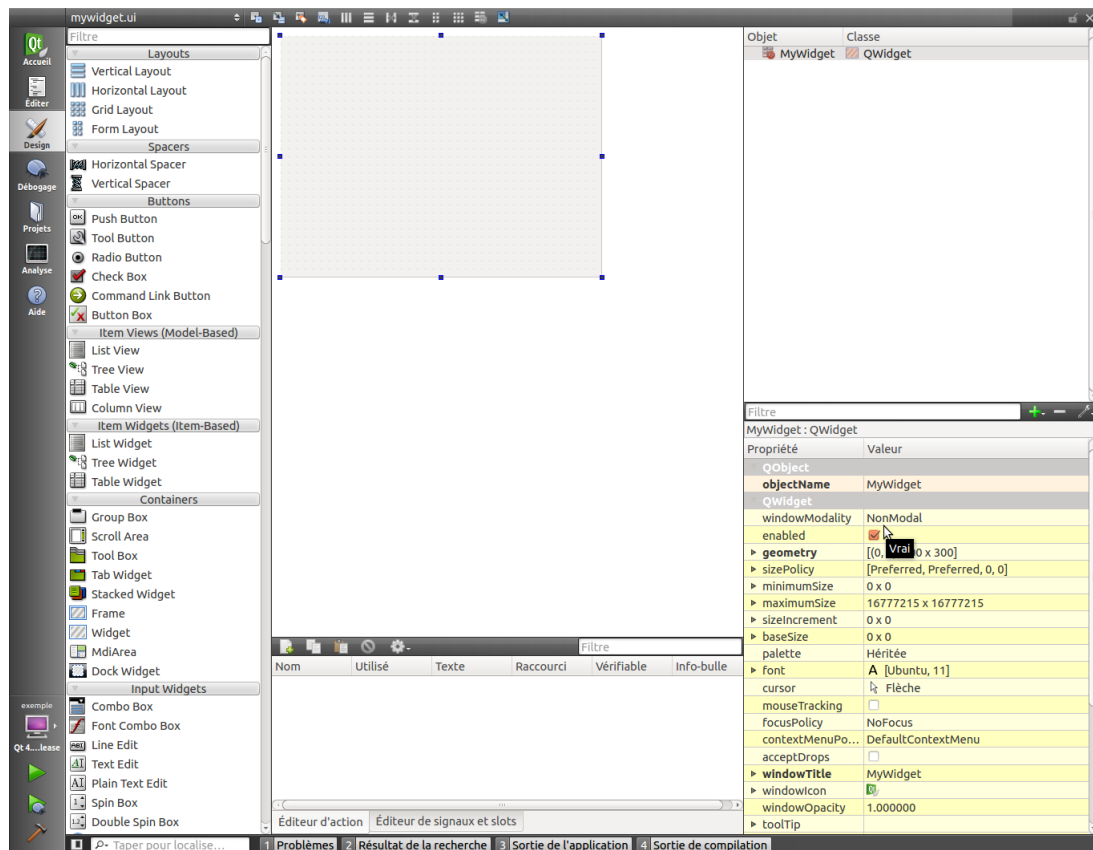 mywidget.ui
Accueil
Éditer
Design
Débogage
Projets
Analyse
Aide
exemple
Qt 4....lease
Filtre
Layouts
Vertical Layout
Horizontal Layout
Grid Layout
Form Layout
Spacers
Horizontal Spacer
Vertical Spacer
Buttons
Push Button
Tool Button
Radio Button
Check Box
Command Link Button
Button Box
Item Views (Model-Based)
List View
Tree View
Table View
Column View
Item Widgets (Item-Based)
List Widget
Tree Widget
Table Widget
Containers
Group Box
Scroll Area
Tool Box
Tab Widget
Stacked Widget
Frame
Widget
MdiArea
Dock Widget
Input Widgets
Combo Box
Font Combo Box
Line Edit
Text Edit
Plain Text Edit
Spin Box
Double Spin Box
Filtre
Nom Utilisé Texte Raccourci Vérifiable Info-bulle
Éditeur d'action Éditeur de signaux et slots
Objet Classe
MyWidget QWidget
Filtre
MyWidget : QWidget
Propriété Valeur
QObject
objectName MyWidget
QWidget
windowModality NonModal
enabled
Vrai
geometry [(0, 0 x 300]
sizePolicy [Preferred, Preferred, 0, 0]
minimumSize 0 x 0
maximumSize 16777215 x 16777215
sizeIncrement 0 x 0
baseSize 0 x 0
palette Héritée
font A [Ubuntu, 11]
cursor Flèche
mouseTracking
focusPolicy NoFocus
contextMenuPo... DefaultContextMenu
acceptDrops
windowTitle MyWidget
windowIcon
windowOpacity 1.000000
toolTip
Taper pour localise... 1 Problèmes 2 Résultat de la recherche 3 Sortie de l'application 4 Sortie de compilation